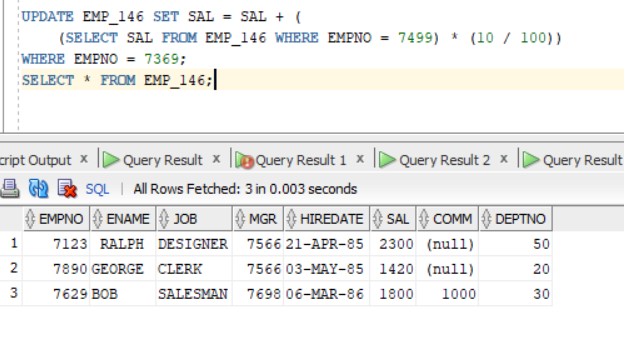 UPDATE EMP_146 SET SAL = SAL + (
(SELECT SAL FROM EMP_146 WHERE EMPNO = 7499) * (10 / 100))
WHERE EMPNO = 7369;
SELECT * FROM EMP_146;
cript Output x Query Result x Query Result 1 x Query Result 2 x Query Result
SQL | All Rows Fetched: 3 in 0.003 seconds
EMPNO ENAME JOB MGR HIREDATE SAL COMM DEPTNO
1 7123 RALPH DESIGNER 7566 21-APR-85 2300 (null) 50
2 7890 GEORGE CLERK 7566 03-MAY-85 1420 (null) 20
3 7629 BOB SALESMAN 7698 06-MAR-86 1800 1000 30